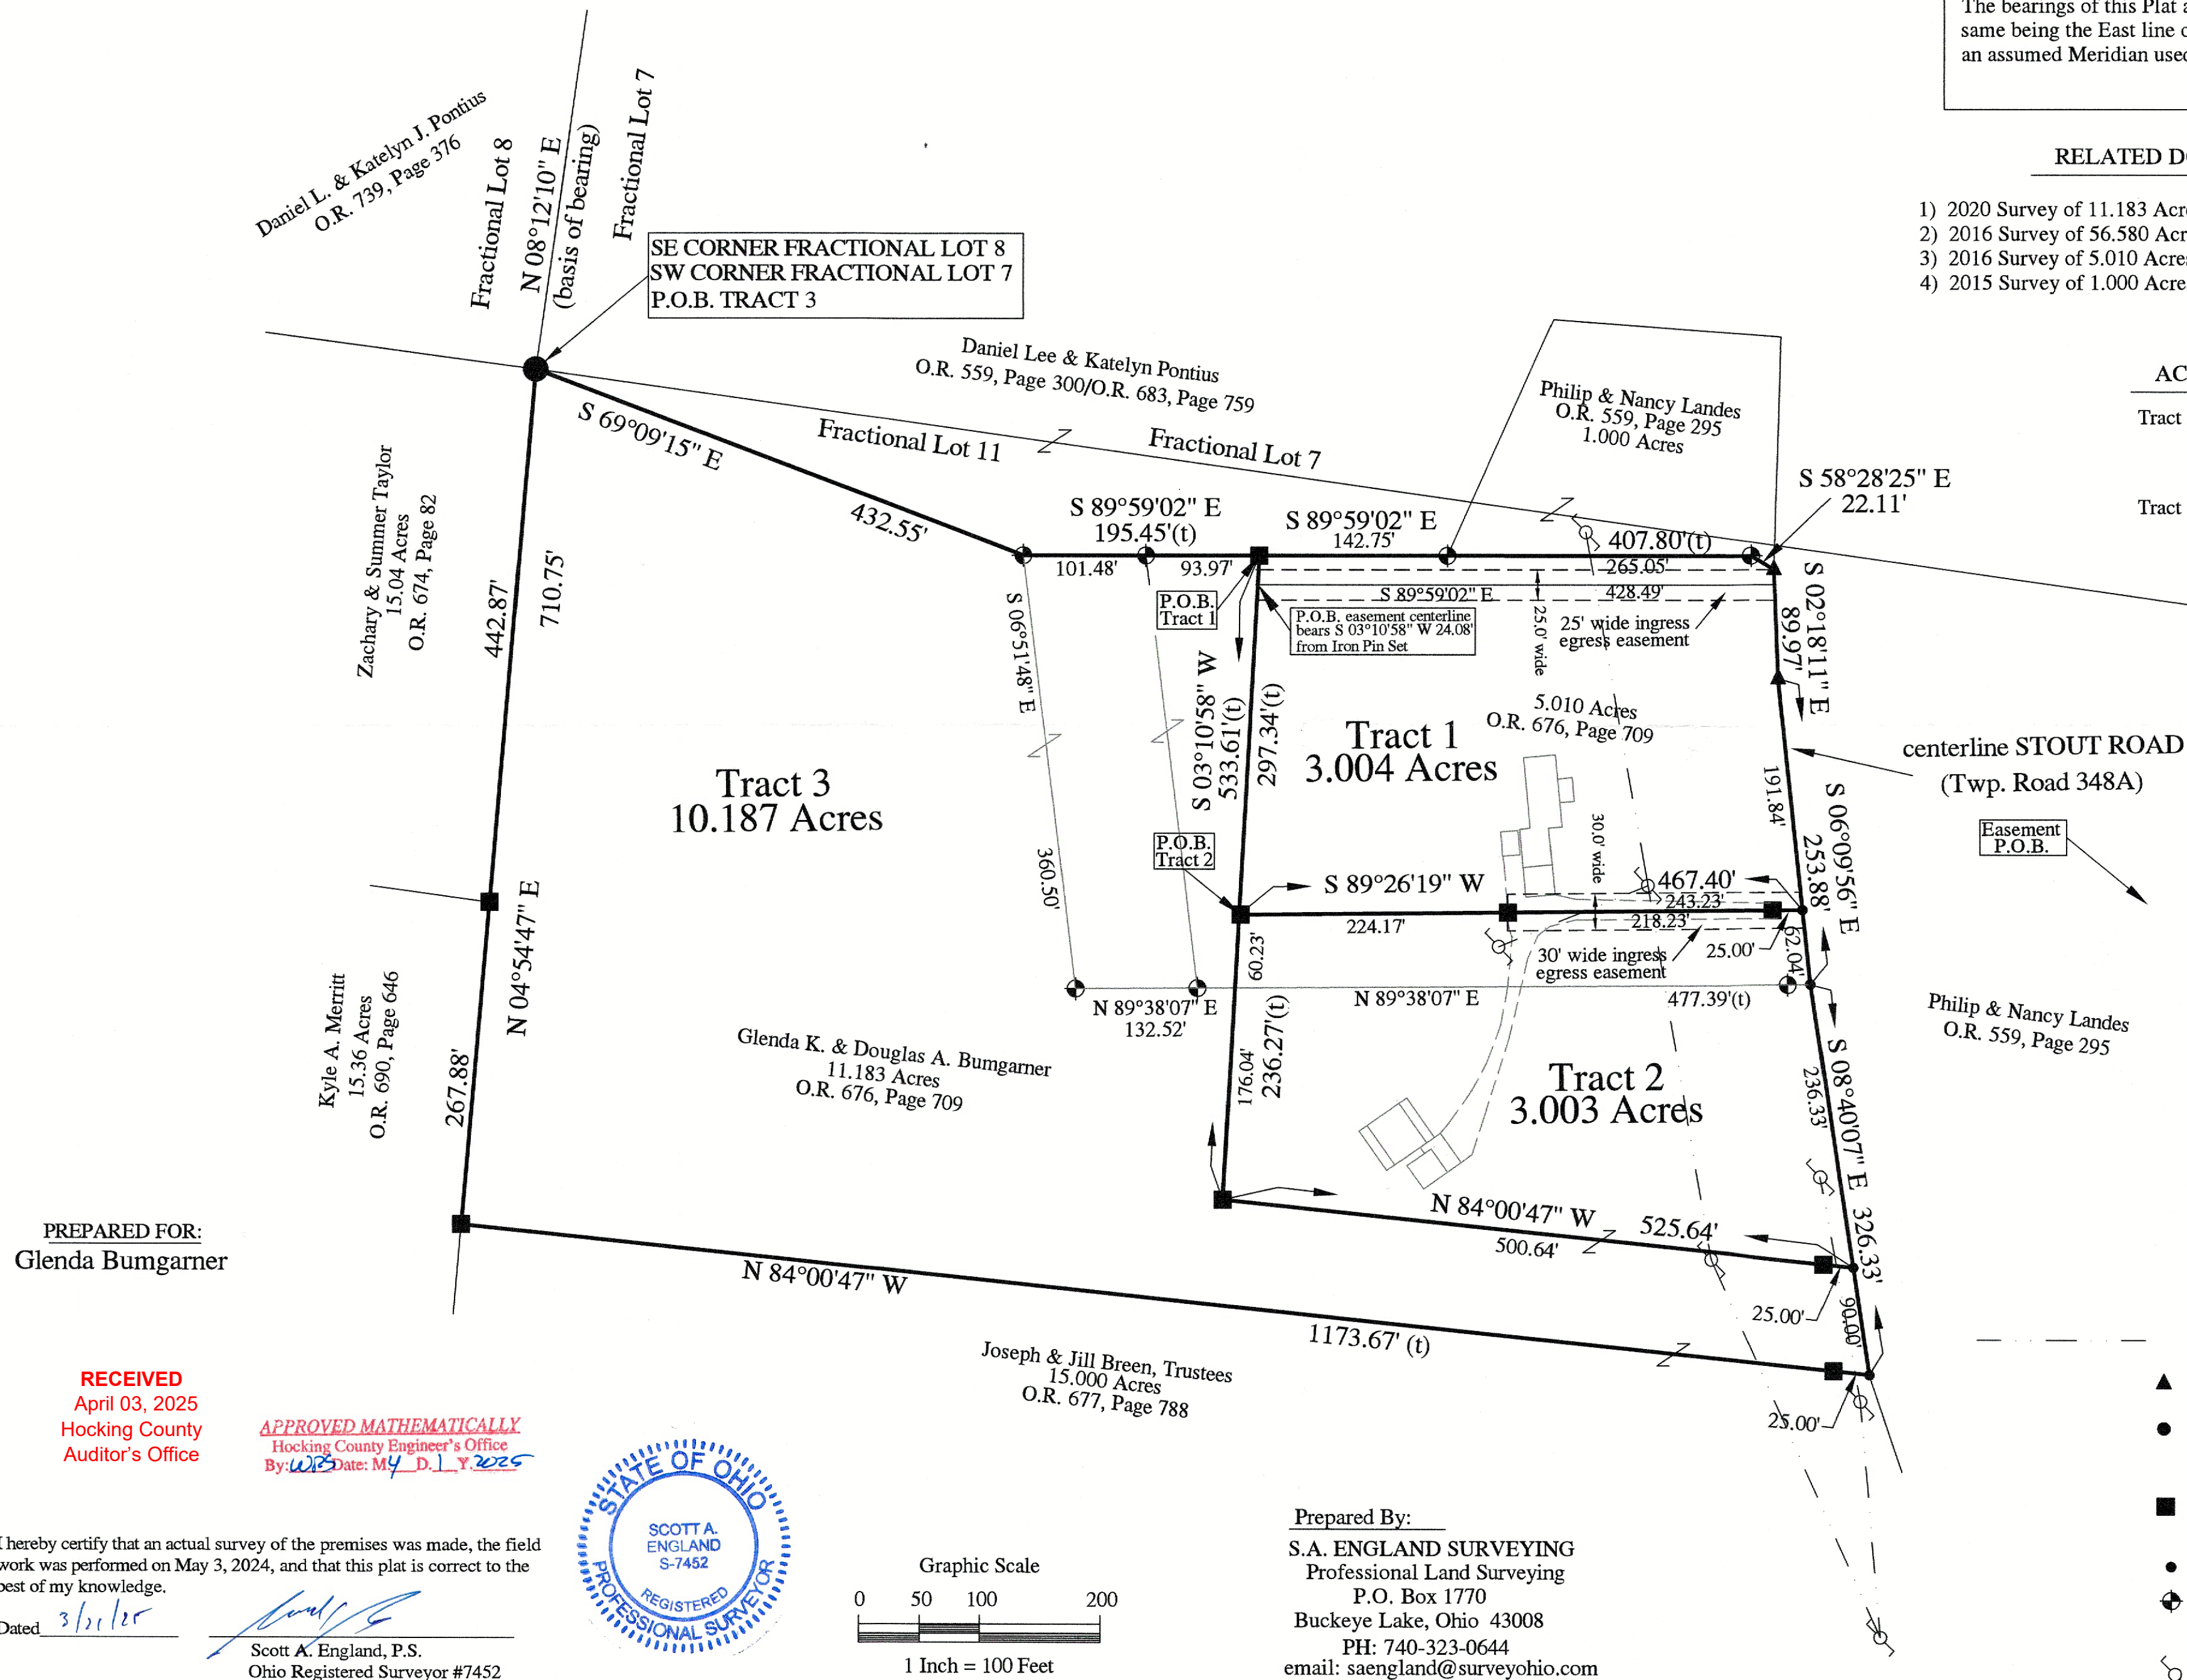 The bearings of this Plat a
same being the East line o
an assumed Meridian used
RELATED D
1) 2020 Survey of 11.183 Acr
2) 2016 Survey of 56.580 Acr
3) 2016 Survey of 5.010 Acres
4) 2015 Survey of 1.000 Acre
AC
Tract
Tract
Daniel L. & Katelyn J. Pontius
O.R. 739, Page 376
Fractional Lot 8
N 08°12'10" E
(basis of bearing)
Fractional Lot 7
SE CORNER FRACTIONAL LOT 8
SW CORNER FRACTIONAL LOT 7
P.O.B. TRACT 3
Daniel Lee & Katelyn Pontius
O.R. 559, Page 300/O.R. 683, Page 759
Philip & Nancy Landes
O.R. 559, Page 295
1.000 Acres
S 69°09'15" E
432.55'
Fractional Lot 11
Fractional Lot 7
S 58°28'25" E
22.11'
S 89°59'02" E
195.45'(t)
101.48'
93.97'
S 89°59'02" E
142.75'
407.80'(t)
265.05'
S 89°59'02" E
428.49'
P.O.B.
Tract 1
P.O.B. easement centerline
bears S 03°10'58" W 24.08'
from Iron Pin Set
25.0' wide
25' wide ingress
egress easement
S 02°18'11" E
89.97'
Zachary & Summer Taylor
15.04 Acres
O.R. 674, Page 82
442.87'
710.75'
S 06°51'48" E
360.50'
S 03°10'58" W
533.61'(t)
297.34'(t)
5.010 Acres
O.R. 676, Page 709
Tract 1
3.004 Acres
Tract 3
10.187 Acres
centerline STOUT ROAD
(Twp. Road 348A)
191.84'
S 06°09'56" E
253.88'
Easement
P.O.B.
P.O.B.
Tract 2
30.0' wide
S 89°26'19" W
467.40'
243.23'
218.23'
224.17'
25.00'
62.04'
30' wide ingress
egress easement
60.23'
N 04°54'47" E
267.88'
Kyle A. Merritt
15.36 Acres
O.R. 690, Page 646
N 89°38'07" E
132.52'
N 89°38'07" E
477.39'(t)
Philip & Nancy Landes
O.R. 559, Page 295
Glenda K. & Douglas A. Bumgarner
11.183 Acres
O.R. 676, Page 709
176.04'
236.27'(t)
Tract 2
3.003 Acres
236.33'
S 08°40'07" E
326.33'
N 84°00'47" W
525.64'
500.64'
25.00'
90.00'
PREPARED FOR:
Glenda Bumgarner
N 84°00'47" W
1173.67' (t)
25.00'
Joseph & Jill Breen, Trustees
15.000 Acres
O.R. 677, Page 788
RECEIVED
April 03, 2025
Hocking County
Auditor's Office
APPROVED MATHEMATICALLY
Hocking County Engineer's Office
By: WRS Date: M.4 D.1 Y.2025
STATE OF OHIO
SCOTT A.
ENGLAND
S-7452
REGISTERED
PROFESSIONAL SURVEYOR
I hereby certify that an actual survey of the premises was made, the field
work was performed on May 3, 2024, and that this plat is correct to the
best of my knowledge.
Dated 3/21/25
Scott A. England, P.S.
Ohio Registered Surveyor #7452
Graphic Scale
0 50 100 200
1 Inch = 100 Feet
Prepared By:
S.A. ENGLAND SURVEYING
Professional Land Surveying
P.O. Box 1770
Buckeye Lake, Ohio 43008
PH: 740-323-0644
email: saengland@surveyohio.com